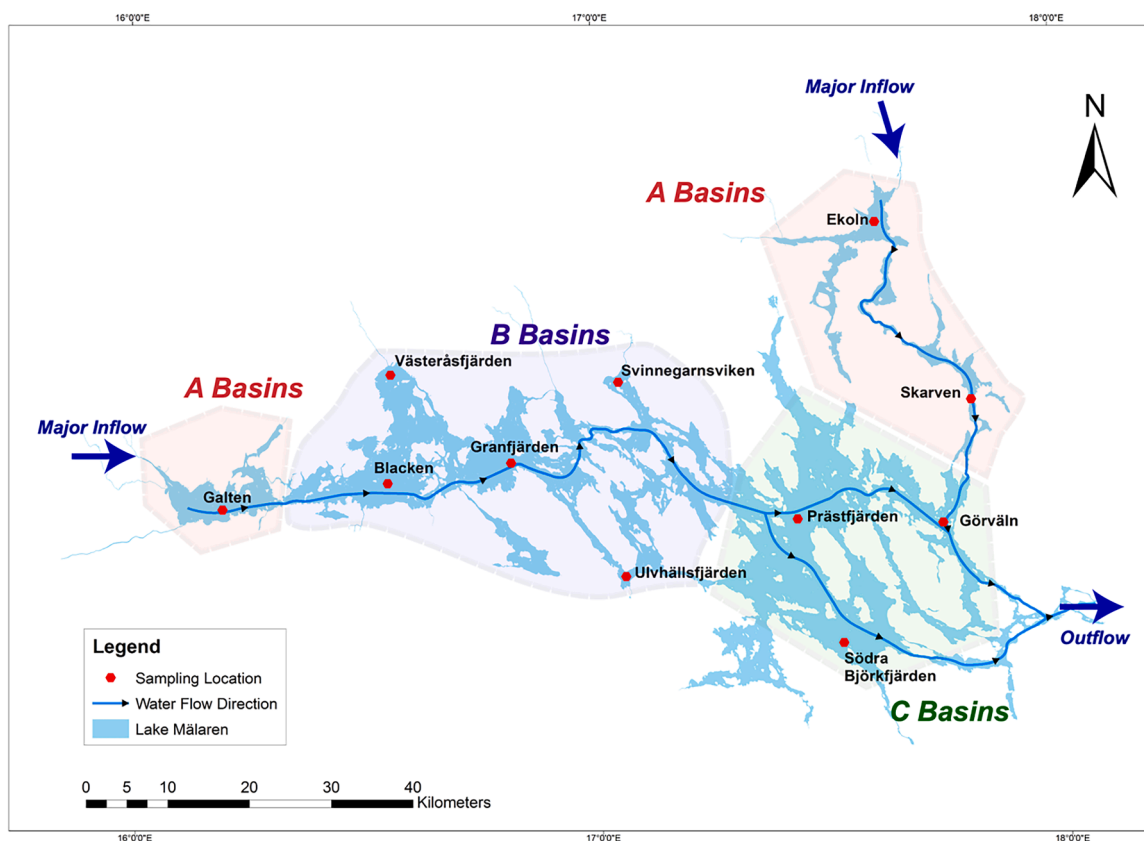 16°0'0"E
17°0'0"E
18°0'0"E
Major Inflow
N
A Basins
Ekoln
B Basins
Västeråsfjärden
Svinnegarnsviken
A Basins
Skarven
Major Inflow
Granfjärden
Blacken
Galten
Prästfjärden
Görväln
Ulvhällsfjärden
Outflow
Södra
Björkfjärden
C Basins
Legend
Sampling Location
Water Flow Direction
Lake Mälaren
0 5 10 20 30 40
Kilometers
16°0'0"E
17°0'0"E
18°0'0"E